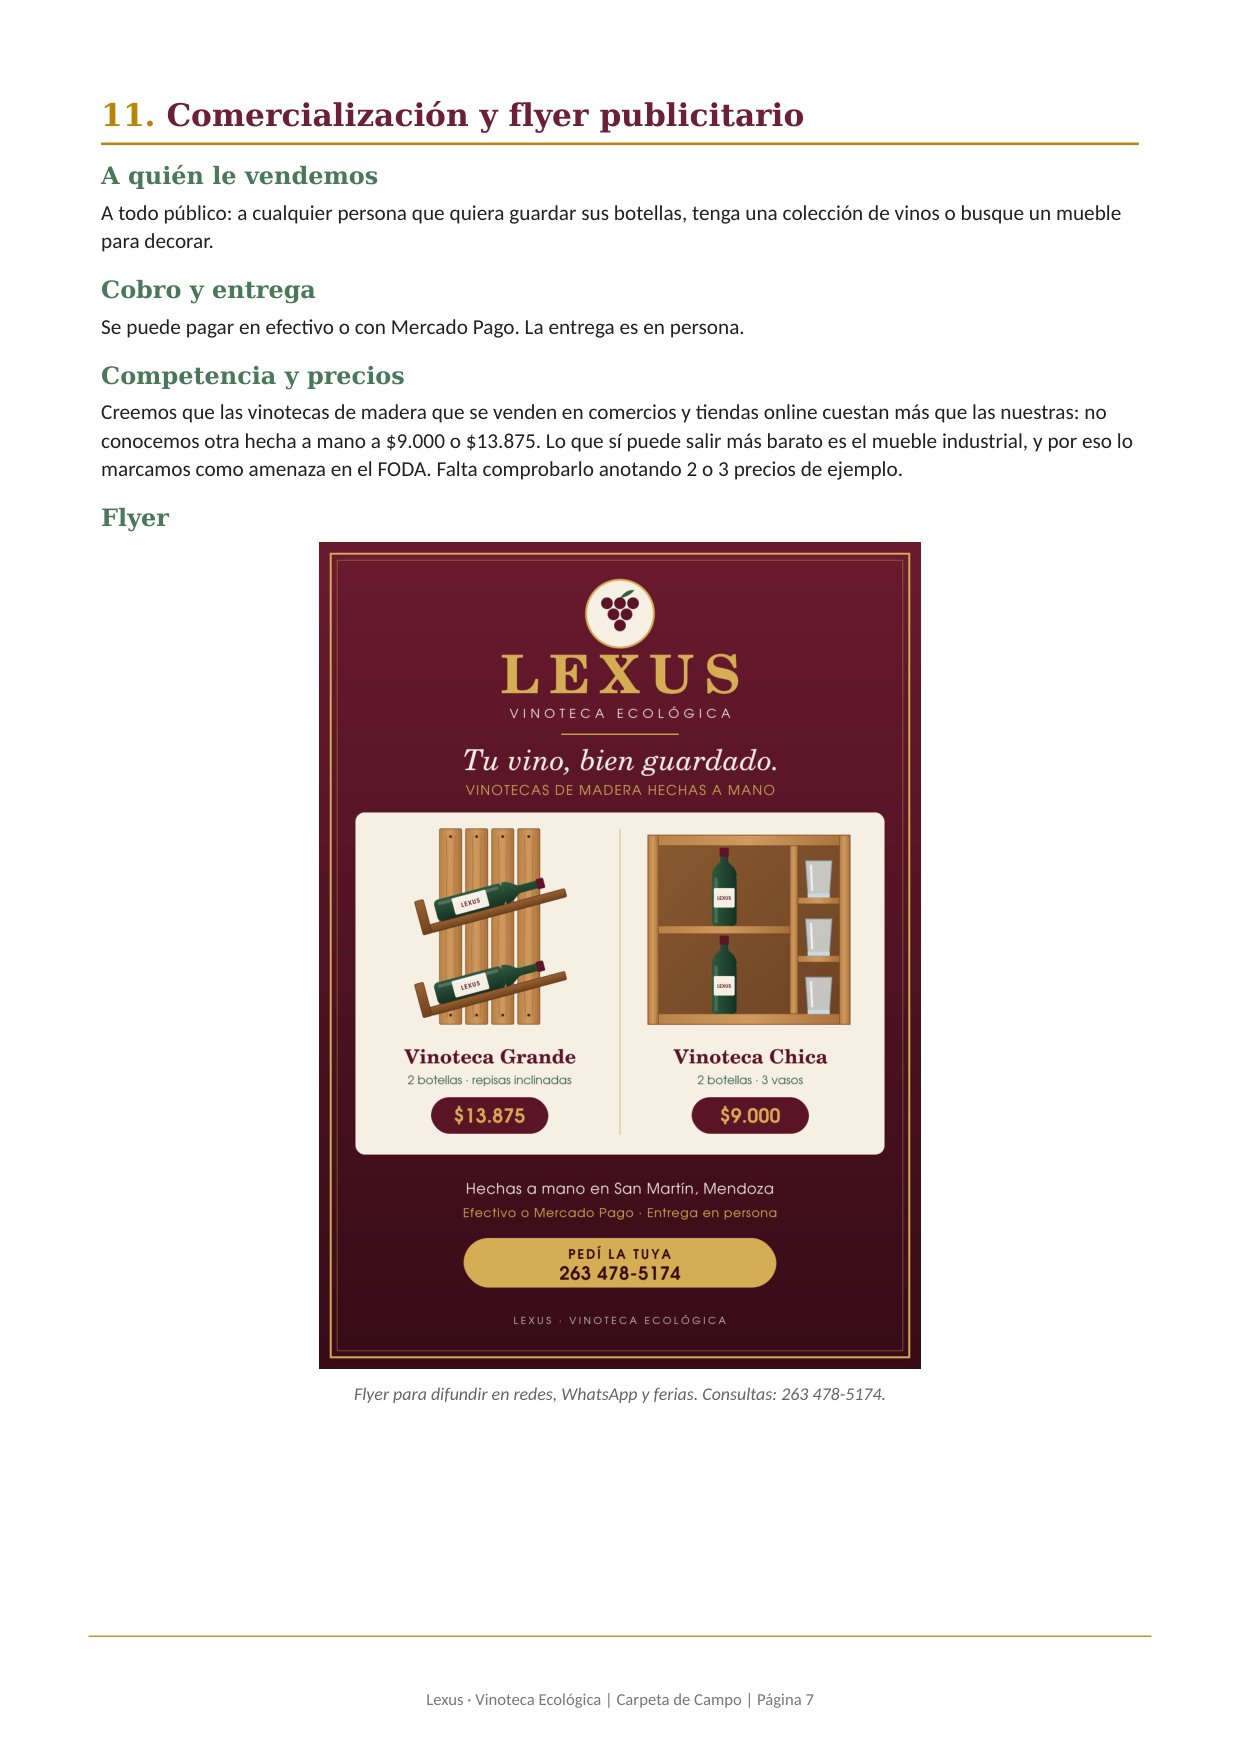 11. Comercialización y flyer publicitario
A quién le vendemos
A todo público: a cualquier persona que quiera guardar sus botellas, tenga una colección de vinos o busque un mueble
para decorar.
Cobro y entrega
Se puede pagar en efectivo o con Mercado Pago. La entrega es en persona.
Competencia y precios
Creemos que las vinotecas de madera que se venden en comercios y tiendas online cuestan más que las nuestras: no
conocemos otra hecha a mano a $9.000 o $13.875. Lo que sí puede salir más barato es el mueble industrial, y por eso lo
marcamos como amenaza en el FODA. Falta comprobarlo anotando 2 o 3 precios de ejemplo.
Flyer
LEXUS
VINOTECA ECOLÓGICA
Tu vino, bien guardado.
VINOTECAS DE MADERA HECHAS A MANO
LEXUS
LEXUS
Vinoteca Grande
2 botellas · repisas inclinadas
$13.875
LEXUS
LEXUS
Vinoteca Chica
2 botellas · 3 vasos
$9.000
Hechas a mano en San Martín, Mendoza
Efectivo o Mercado Pago · Entrega en persona
PEDÍ LA TUYA
263 478-5174
LEXUS · VINOTECA ECOLÓGICA
Flyer para difundir en redes, WhatsApp y ferias. Consultas: 263 478-5174.
Lexus · Vinoteca Ecológica | Carpeta de Campo | Página 7